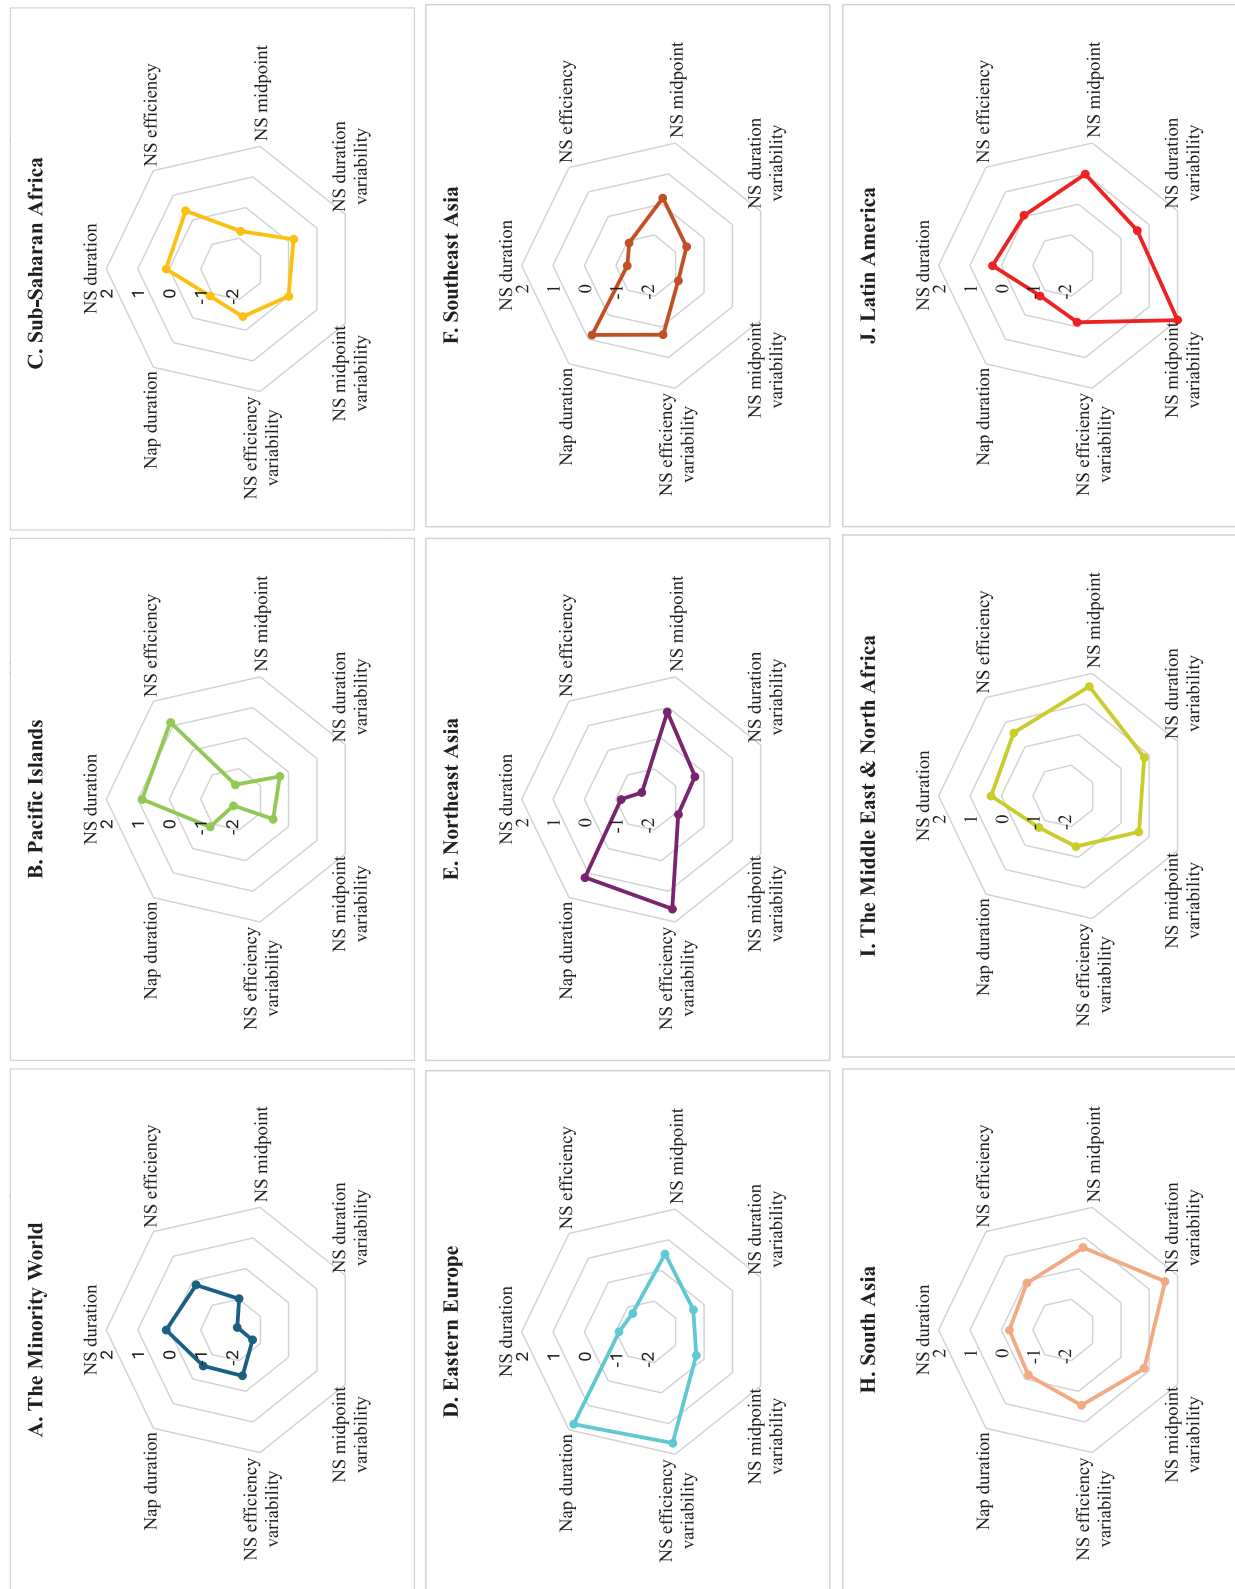 A. The Minority World
NS duration
2
1
0
-1
-2
NS efficiency
NS midpoint
NS duration
variability
NS midpoint
variability
NS efficiency
variability
Nap duration
B. Pacific Islands
NS duration
2
1
0
-1
-2
NS efficiency
NS midpoint
NS duration
variability
NS midpoint
variability
NS efficiency
variability
Nap duration
C. Sub-Saharan Africa
NS duration
2
1
0
-1
-2
NS efficiency
NS midpoint
NS duration
variability
NS midpoint
variability
NS efficiency
variability
Nap duration
D. Eastern Europe
NS duration
2
1
0
-1
-2
NS efficiency
NS midpoint
NS duration
variability
NS midpoint
variability
NS efficiency
variability
Nap duration
E. Northeast Asia
NS duration
2
1
0
-1
-2
NS efficiency
NS midpoint
NS duration
variability
NS midpoint
variability
NS efficiency
variability
Nap duration
F. Southeast Asia
NS duration
2
1
0
-1
-2
NS efficiency
NS midpoint
NS duration
variability
NS midpoint
variability
NS efficiency
variability
Nap duration
H. South Asia
NS duration
2
1
0
-1
-2
NS efficiency
NS midpoint
NS duration
variability
NS midpoint
variability
NS efficiency
variability
Nap duration
I. The Middle East & North Africa
NS duration
2
1
0
-1
-2
NS efficiency
NS midpoint
NS duration
variability
NS midpoint
variability
NS efficiency
variability
Nap duration
J. Latin America
NS duration
2
1
0
-1
-2
NS efficiency
NS midpoint
NS duration
variability
NS midpoint
variability
NS efficiency
variability
Nap duration